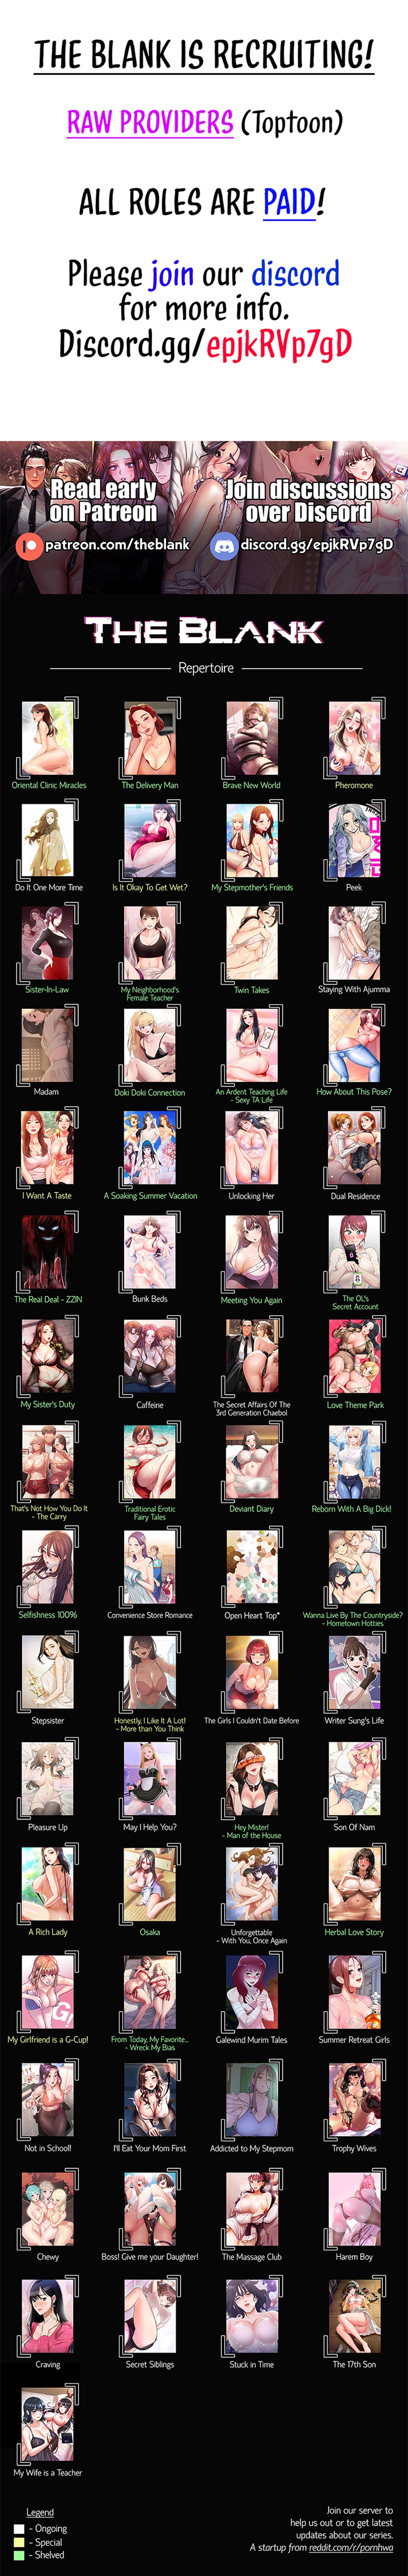 THE BLANK IS RECRUITING!
RAW PROVIDERS (Toptoon)
ALL ROLES ARE PAID!
Please join our discord
for more info.
Discord.gg/epjkRVp7gD
Read early
on Patreon
Join discussions
over Discord
patreon.com/theblank
discord.gg/epjkRVp7gD
THE BLANK
Repertoire
Oriental Clinic Miracles
The Delivery Man
Brave New World
Pheromone
Do It One More Time
Is It Okay To Get Wet?
My Stepmother's Friends
Peek
Sister-In-Law
My Neighborhood's
Female Teacher
Twin Takes
Staying With Ajumma
Madam
Doki Doki Connection
An Ardent Teaching Life
- Sexy TA Life
How About This Pose?
I Want A Taste
A Soaking Summer Vacation
Unlocking Her
Dual Residence
The Real Deal - ZZIN
Bunk Beds
Meeting You Again
The OL's
Secret Account
My Sister's Duty
Caffeine
The Secret Affairs Of The
3rd Generation Chaebol
Love Theme Park
That's Not How You Do It
- The Carry
Traditional Erotic
Fairy Tales
Deviant Diary
Reborn With A Big Dick!
Selfishness 100%
Convenience Store Romance
Open Heart Top*
Wanna Live By The Countryside?
- Hometown Hotties
Stepsister
Honestly, I Like It A Lot!
- More than You Think
The Girls I Couldn't Date Before
Writer Sung's Life
Pleasure Up
May I Help You?
Hey Mister!
- Man of the House
Son Of Nam
A Rich Lady
Osaka
Unforgettable
- With You, Once Again
Herbal Love Story
My Girlfriend is a G-Cup!
From Today, My Favorite...
- Wreck My Bias
Galewind Murim Tales
Summer Retreat Girls
Not in School!
I'll Eat Your Mom First
Addicted to My Stepmom
Trophy Wives
Chewy
Boss! Give me your Daughter!
The Massage Club
Harem Boy
Craving
Secret Siblings
Stuck in Time
The 17th Son
My Wife is a Teacher
Legend
- Ongoing
- Special
- Shelved
Join our server to
help us out or to get latest
updates about our series.
A startup from reddit.com/r/pornhwa